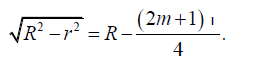 √(R² − r²) = R − (2m+1) / 4.